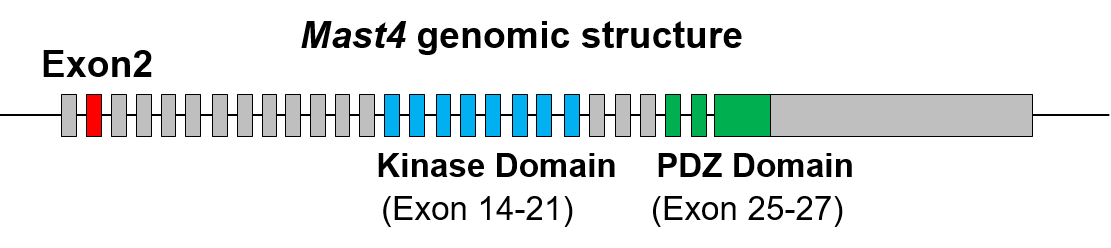 Mast4 genomic structure
Exon2
Kinase Domain
(Exon 14-21)
PDZ Domain
(Exon 25-27)